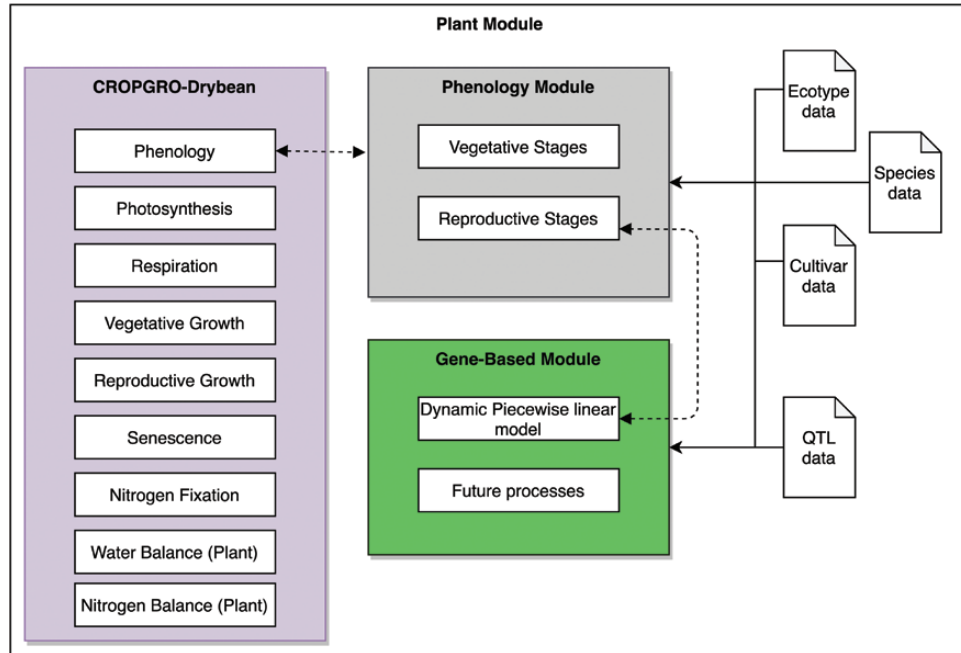 Plant Module
CROPGRO-Drybean
Phenology
Photosynthesis
Respiration
Vegetative Growth
Reproductive Growth
Senescence
Nitrogen Fixation
Water Balance (Plant)
Nitrogen Balance (Plant)
Phenology Module
Vegetative Stages
Reproductive Stages
Gene-Based Module
Dynamic Piecewise linear
model
Future processes
Ecotype
data
Species
data
Cultivar
data
QTL
data